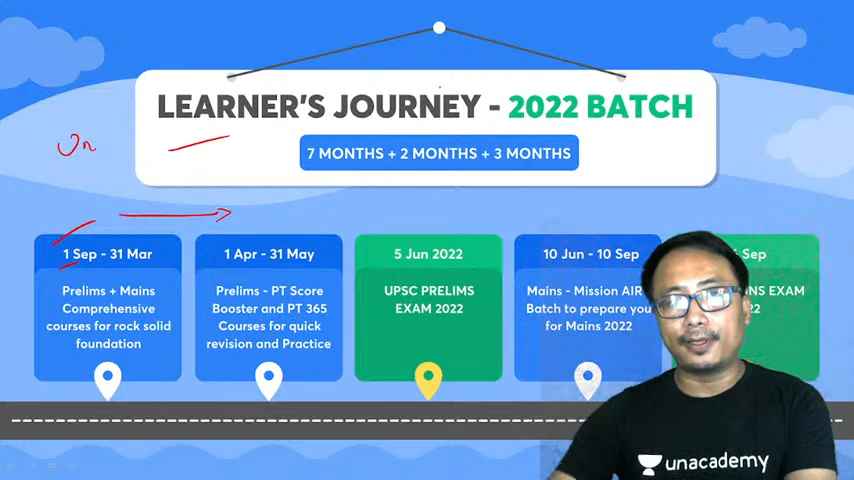 LEARNER'S JOURNEY - 2022 BATCH
7 MONTHS + 2 MONTHS + 3 MONTHS
On
1 Sep - 31 Mar
Prelims + Mains
Comprehensive
courses for rock solid
foundation
1 Apr - 31 May
Prelims - PT Score
Booster and PT 365
Courses for quick
revision and Practice
5 Jun 2022
UPSC PRELIMS
EXAM 2022
10 Jun - 10 Sep
Mains - Mission AIR
Batch to prepare you
for Mains 2022
Sep
EXAM
22
unacademy